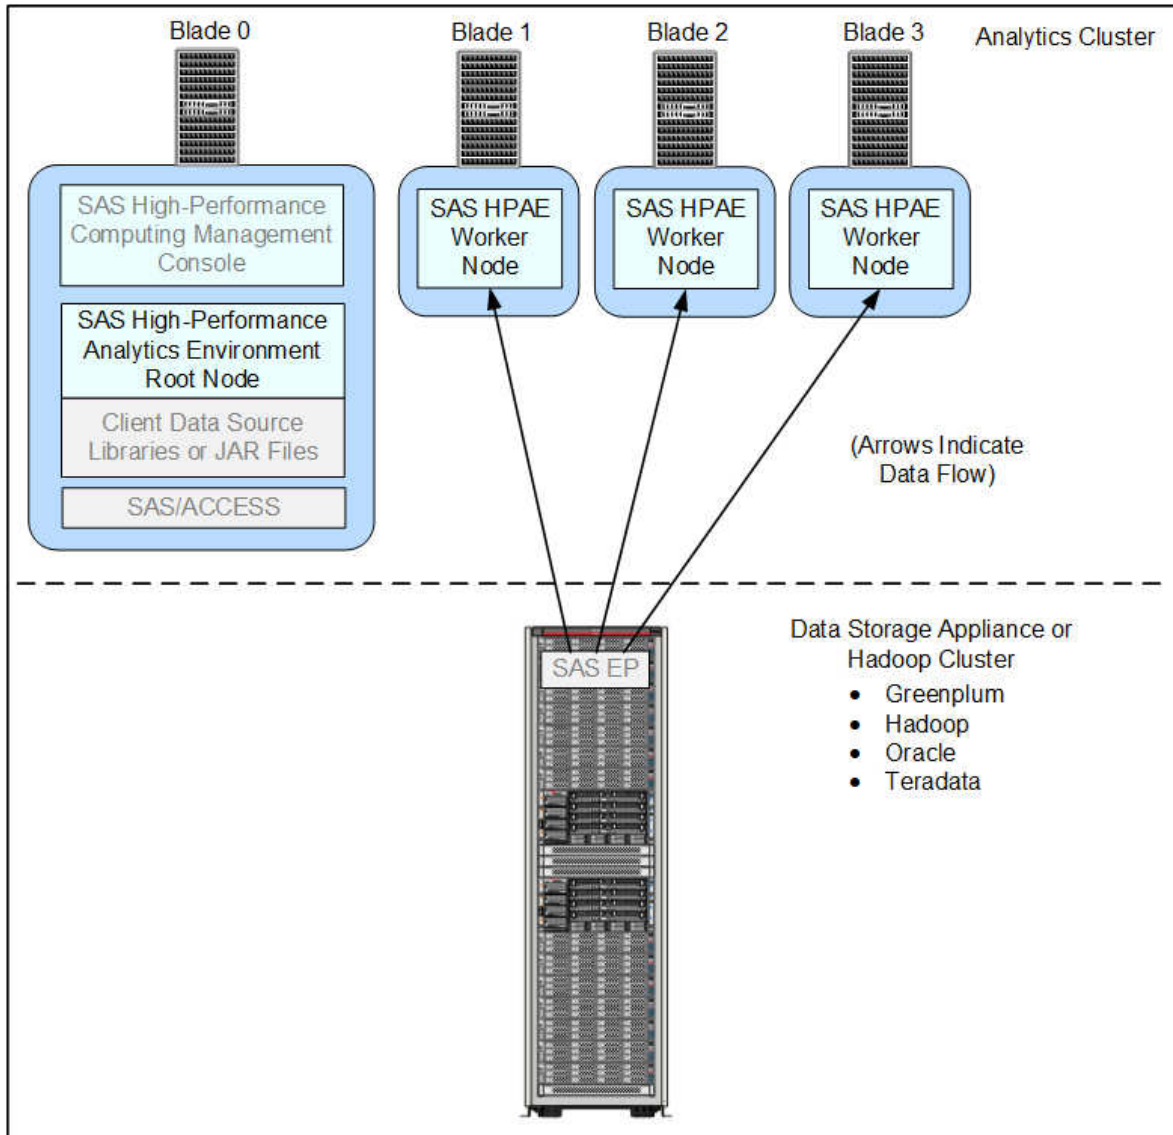 Blade 0
Blade 1
Blade 2
Blade 3
Analytics Cluster
SAS High-Performance
Computing Management
Console
SAS High-Performance
Analytics Environment
Root Node
Client Data Source
Libraries or JAR Files
SAS/ACCESS
SAS HPAE
Worker
Node
SAS HPAE
Worker
Node
SAS HPAE
Worker
Node
(Arrows Indicate
Data Flow)
SAS EP
Data Storage Appliance or
Hadoop Cluster
• Greenplum
• Hadoop
• Oracle
• Teradata